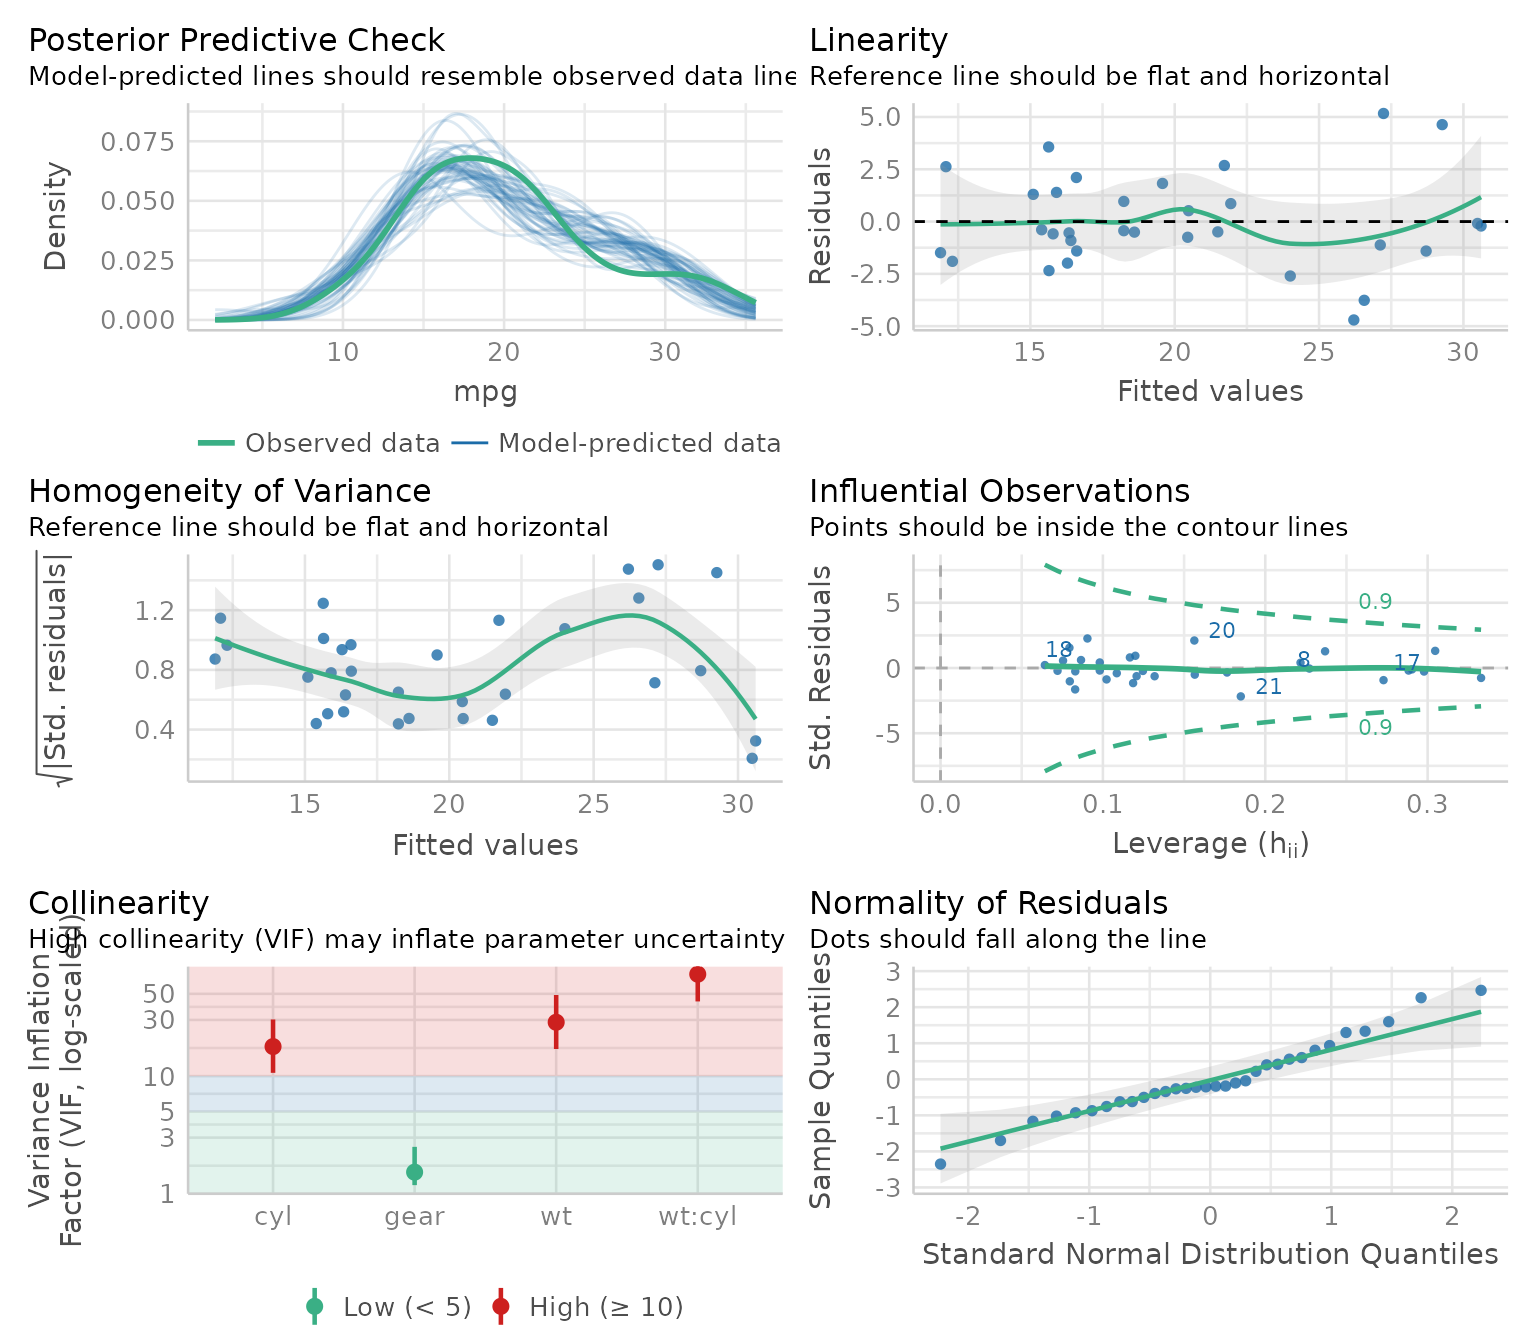 Posterior Predictive Check
Model-predicted lines should resemble observed data line
Density
0.075
0.050
0.025
0.000
10 20 30
mpg
Observed data Model-predicted data
Linearity
Reference line should be flat and horizontal
Residuals
5.0
2.5
0.0
-2.5
-5.0
15 20 25 30
Fitted values
Homogeneity of Variance
Reference line should be flat and horizontal
√|Std. residuals|
1.2
0.8
0.4
15 20 25 30
Fitted values
Influential Observations
Points should be inside the contour lines
Std. Residuals
5
0
-5
0.9
20
18
8
17
21
0.9
0.0 0.1 0.2 0.3
Leverage (hii)
Collinearity
High collinearity (VIF) may inflate parameter uncertainty
Variance Inflation
Factor (VIF, log-scaled)
50
30
10
5
3
1
cyl gear wt wt:cyl
Low (< 5) High (≥ 10)
Normality of Residuals
Dots should fall along the line
Sample Quantiles
3
2
1
0
-1
-2
-3
-2 -1 0 1 2
Standard Normal Distribution Quantiles